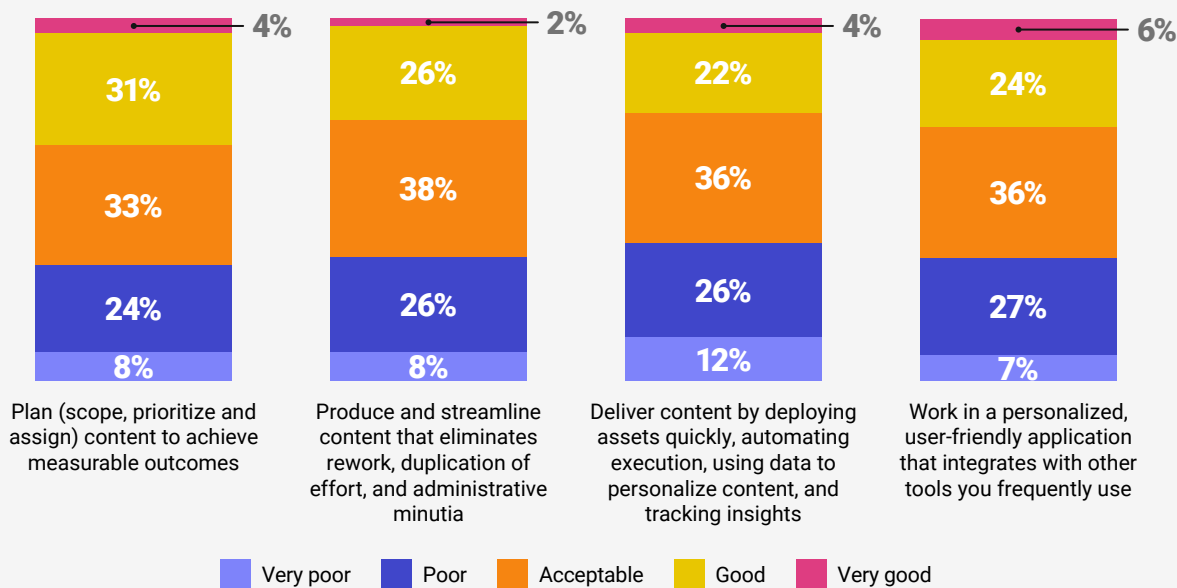 4%
31%
33%
24%
8%
Plan (scope, prioritize and
assign) content to achieve
measurable outcomes
2%
26%
38%
26%
8%
Produce and streamline
content that eliminates
rework, duplication of
effort, and administrative
minutia
4%
22%
36%
26%
12%
Deliver content by deploying
assets quickly, automating
execution, using data to
personalize content, and
tracking insights
6%
24%
36%
27%
7%
Work in a personalized,
user-friendly application
that integrates with other
tools you frequently use
Very poor Poor Acceptable Good Very good